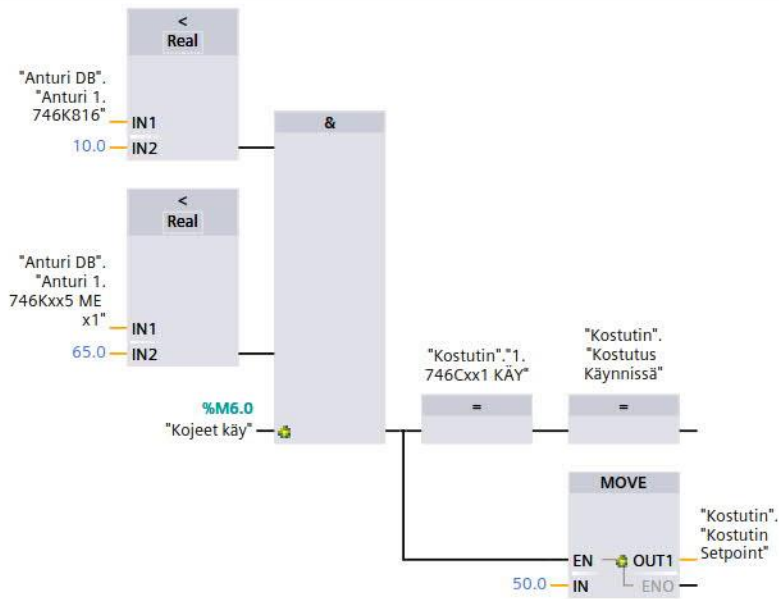 <
Real
"Anturi DB".
"Anturi 1.
746K816"
IN1
10.0
IN2
&
<
Real
"Anturi DB".
"Anturi 1.
746Kxx5 ME
x1"
IN1
65.0
IN2
%M6.0
"Kojeet käy"
"Kostutin"."1.
746Cxx1 KÄY"
=
"Kostutin".
"Kostutus
Käynnissä"
=
MOVE
EN
OUT1
"Kostutin".
"Kostutin
Setpoint"
50.0
IN
ENO